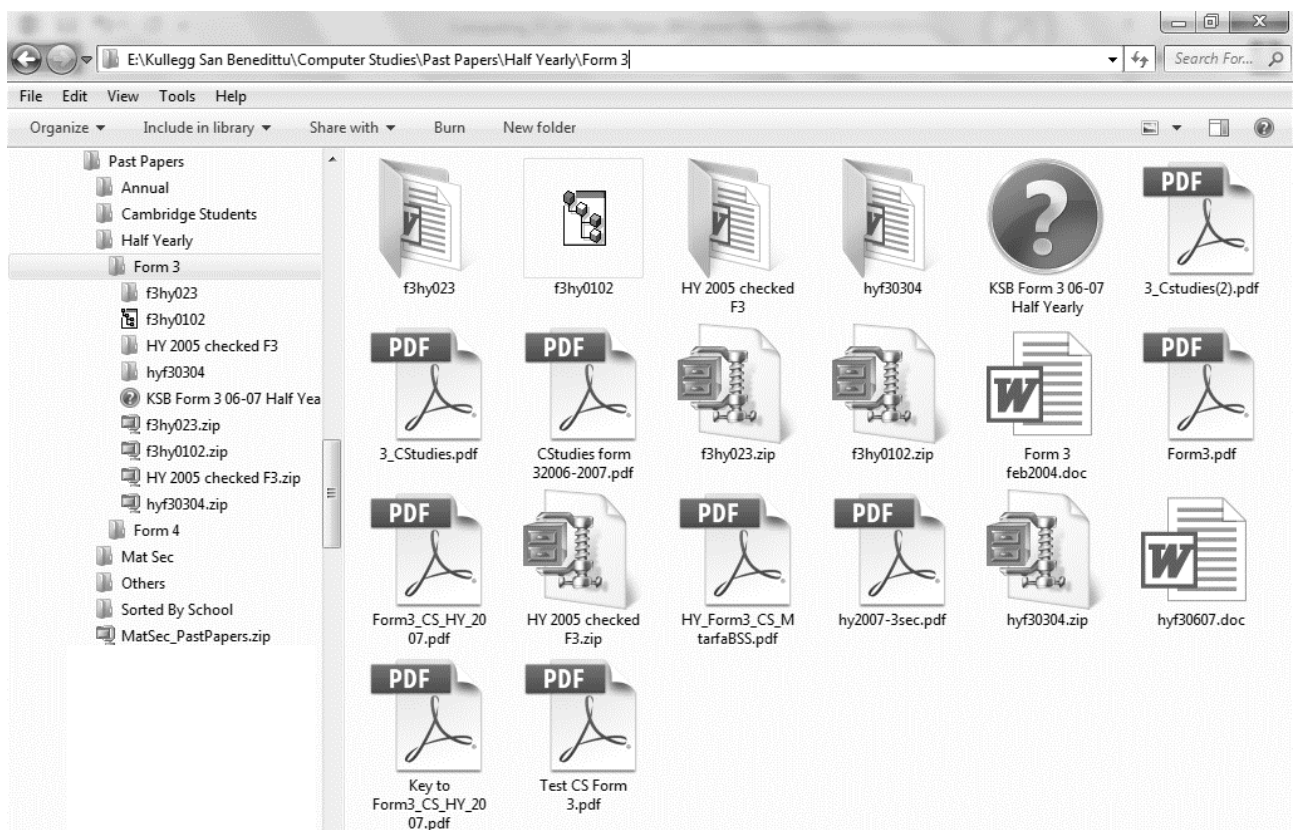 E:\Kullegg San Benedittu\Computer Studies\Past Papers\Half Yearly\Form 3
Search For...
File Edit View Tools Help
Organize Include in library Share with Burn New folder
Past Papers
Annual
Cambridge Students
Half Yearly
Form 3
f3hy023
f3hy0102
HY 2005 checked F3
hyf30304
KSB Form 3 06-07 Half Yea
f3hy023.zip
f3hy0102.zip
HY 2005 checked F3.zip
hyf30304.zip
Form 4
Mat Sec
Others
Sorted By School
MatSec_PastPapers.zip
f3hy023
f3hy0102
HY 2005 checked
F3
hyf30304
KSB Form 3 06-07
Half Yearly
PDF
3_Cstudies(2).pdf
PDF
3_CStudies.pdf
PDF
CStudies form
32006-2007.pdf
f3hy023.zip
f3hy0102.zip
W
Form 3
feb2004.doc
PDF
Form3.pdf
PDF
Form3_CS_HY_20
07.pdf
HY 2005 checked
F3.zip
PDF
HY_Form3_CS_M
tarfaBSS.pdf
PDF
hy2007-3sec.pdf
hyf30304.zip
W
hyf30607.doc
PDF
Key to
Form3_CS_HY_20
07.pdf
PDF
Test CS Form
3.pdf